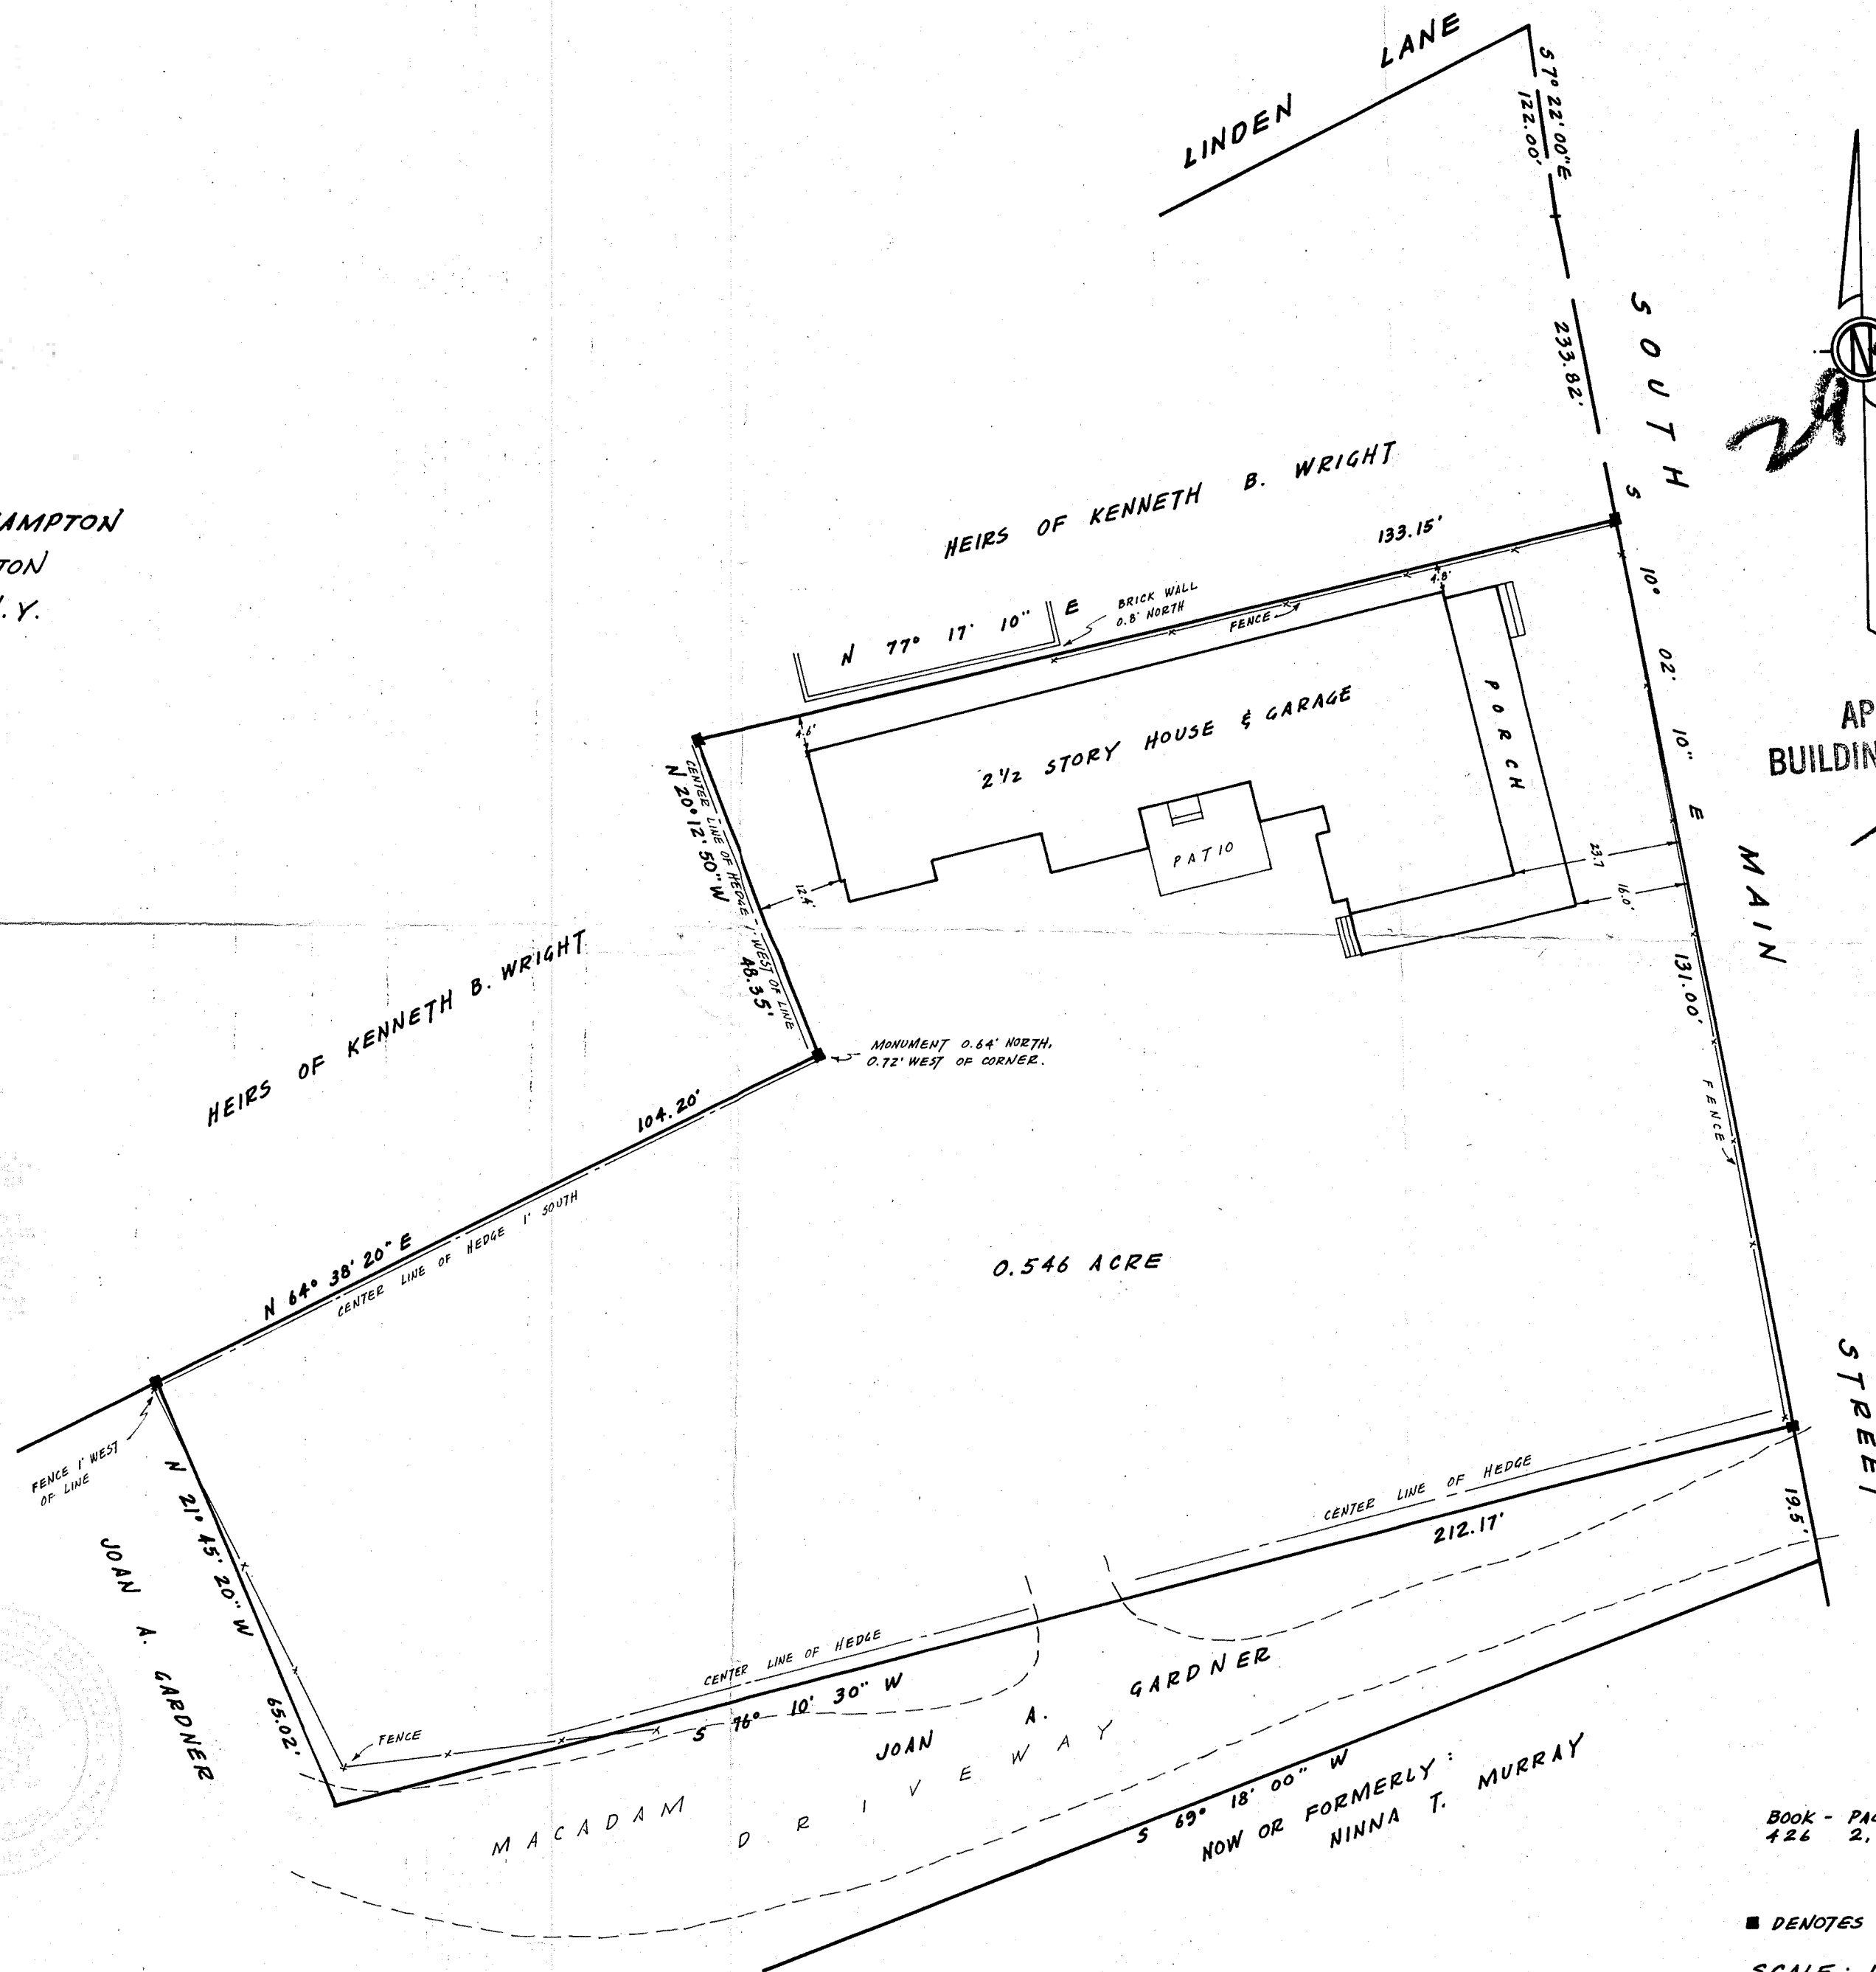 LINDEN LANE
S 7° 22' 00" E
122.00'
233.82'
SOUTH
N
29
AMPTON
TON
.Y.
HEIRS OF KENNETH B. WRIGHT
133.15'
N 77° 17' 10" E
BRICK WALL
0.8' NORTH
FENCE
4.8'
4.6'
S 10° 02' 10" E
2 1/2 STORY HOUSE & GARAGE
PORCH
PATIO
AP
BUILDIN
CENTER LINE OF HEDGE 1' WEST OF LINE
N 20° 12' 50" W
48.35'
12.4'
23.7
16.0'
MAIN
131.00'
FENCE
HEIRS OF KENNETH B. WRIGHT
MONUMENT 0.64' NORTH,
0.72' WEST OF CORNER.
104.20'
N 64° 38' 20" E
CENTER LINE OF HEDGE 1' SOUTH
0.546 ACRE
STREET
FENCE 1' WEST
OF LINE
N 21° 45' 20" W
65.02'
JOAN A. GARDNER
FENCE
CENTER LINE OF HEDGE
212.17'
19.5'
CENTER LINE OF HEDGE
S 76° 10' 30" W
JOAN A. GARDNER
MACADAM DRIVEWAY
S 69° 18' 00" W
NOW OR FORMERLY:
NINNA T. MURRAY
BOOK - PAG
426 2,
■ DENOTES
SCALE: